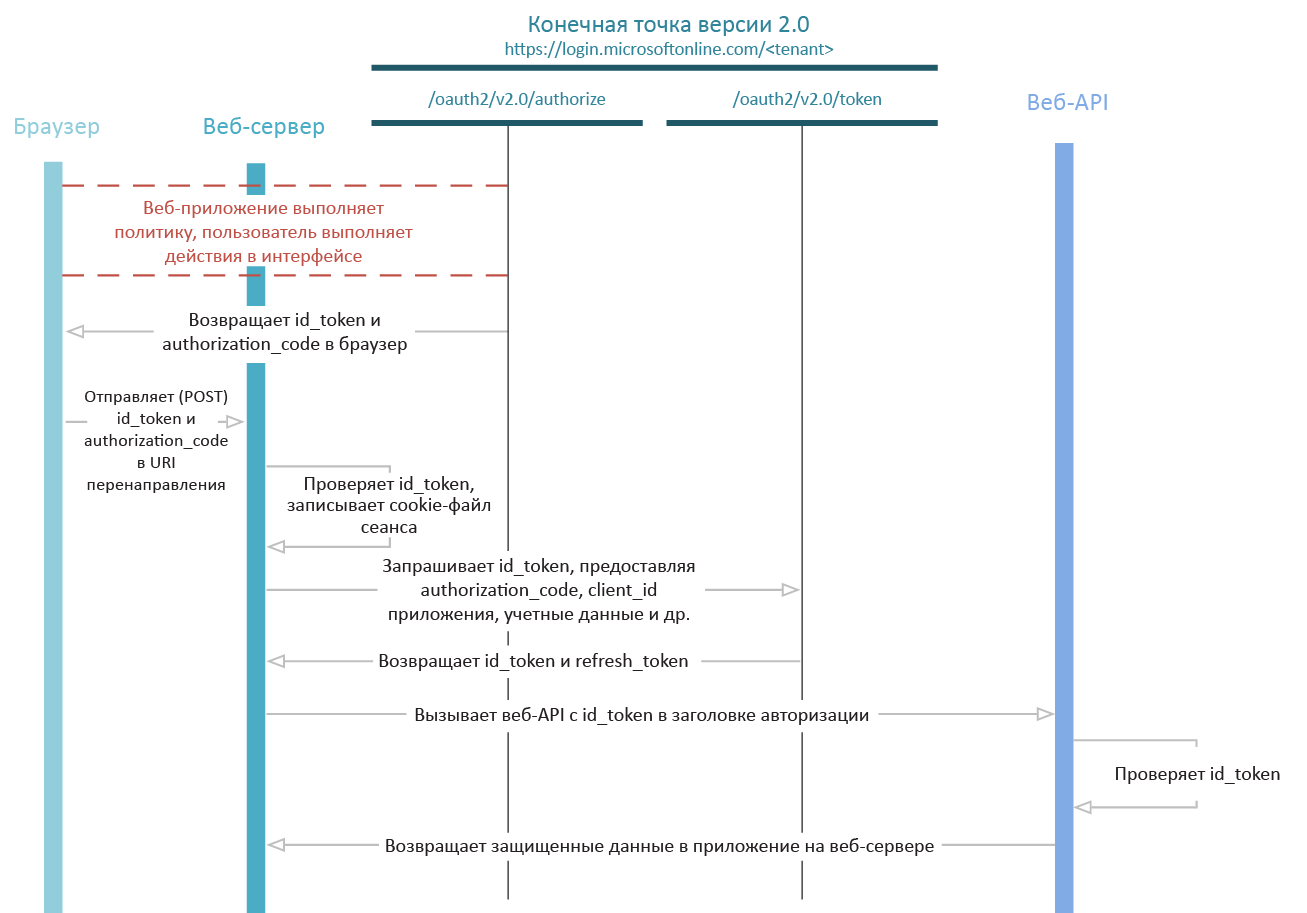 Конечная точка версии 2.0
https://login.microsoftonline.com/<tenant>
/oauth2/v2.0/authorize
/oauth2/v2.0/token
Веб-API
Браузер
Веб-сервер
Веб-приложение выполняет
политику, пользователь выполняет
действия в интерфейсе
Возвращает id_token и
authorization_code в браузер
Отправляет (POST)
id_token и
authorization_code
в URI
перенаправления
Проверяет id_token,
записывает cookie-файл
сеанса
Запрашивает id_token, предоставляя
authorization_code, client_id
приложения, учетные данные и др.
Возвращает id_token и refresh_token
Вызывает веб-API с id_token в заголовке авторизации
Проверяет id_token
Возвращает защищенные данные в приложение на веб-сервере